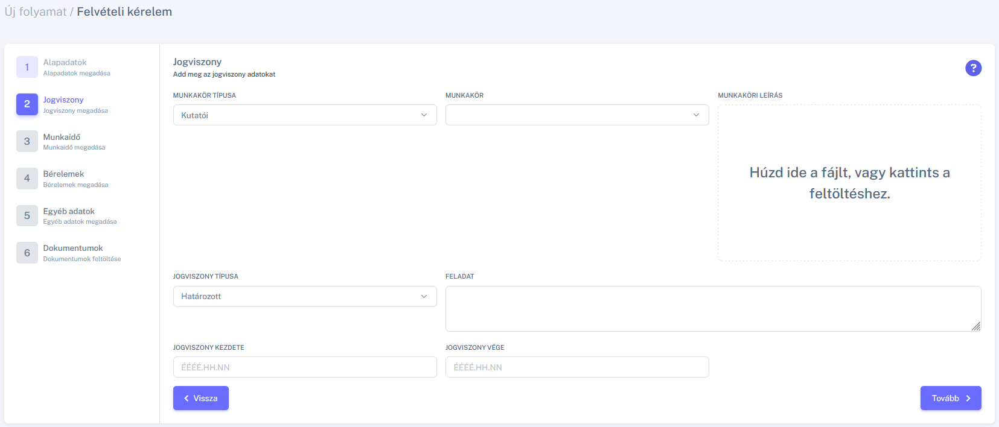 Új folyamat / Felvételi kérelem
1
Alapadatok
Alapadatok megadása
2
Jogviszony
Jogviszony megadása
3
Munkaidő
Munkaidő megadása
4
Bérelemek
Bérelemek megadása
5
Egyéb adatok
Egyéb adatok megadása
6
Dokumentumok
Dokumentumok feltöltése
Jogviszony
Add meg az jogviszony adatokat
?
MUNKAKÖR TÍPUSA
Kutatói
MUNKAKÖR
MUNKAKÖRI LEÍRÁS
Húzd ide a fájlt, vagy kattints a
feltöltéshez.
JOGVISZONY TÍPUSA
Határozott
FELADAT
JOGVISZONY KEZDETE
ÉÉÉÉ.HH.NN
JOGVISZONY VÉGE
ÉÉÉÉ.HH.NN
Vissza
Tovább